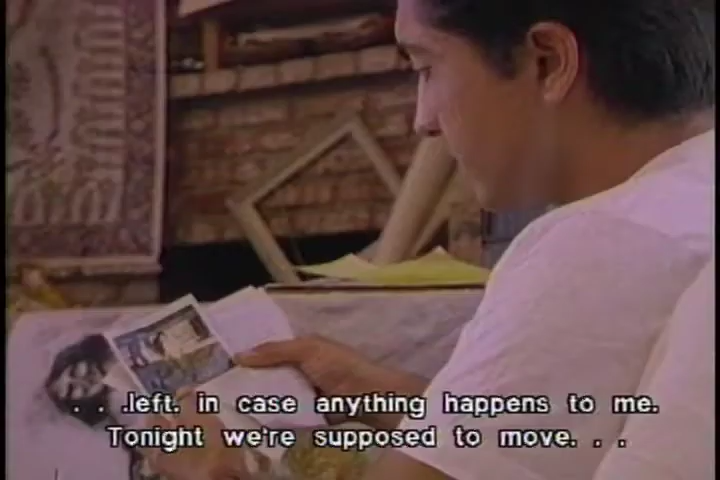 . . .left. in case anything happens to me.
Tonight we're supposed to move. . .